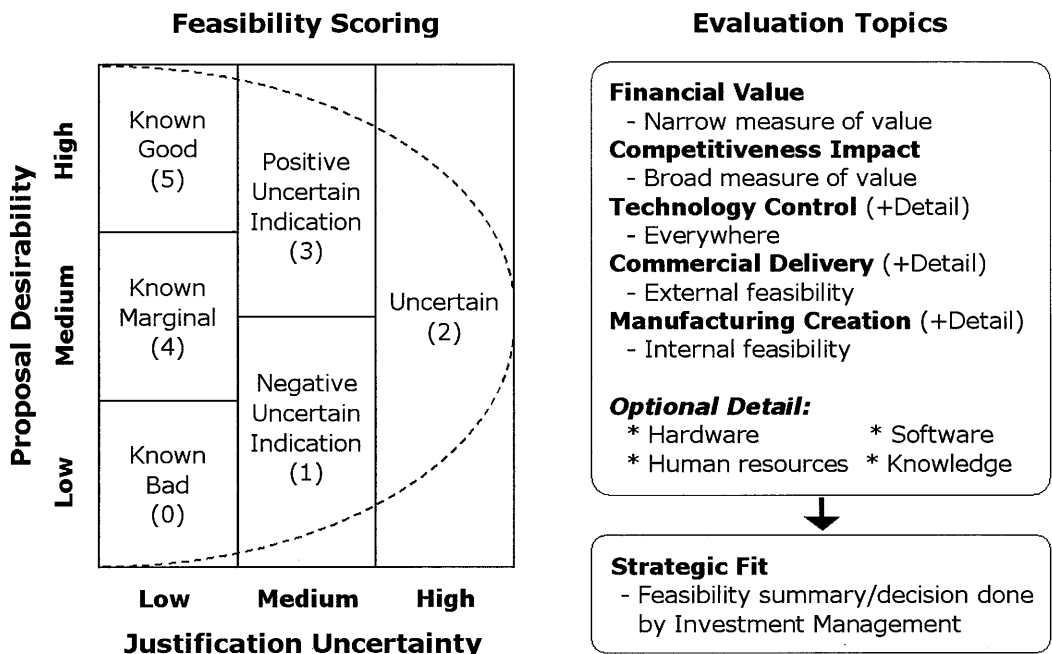 Feasibility Scoring
Proposal Desirability
High
Medium
Low
Known
Good
(5)
Known
Marginal
(4)
Known
Bad
(0)
Positive
Uncertain
Indication
(3)
Negative
Uncertain
Indication
(1)
Uncertain
(2)
Low
Medium
High
Justification Uncertainty
Evaluation Topics
Financial Value
- Narrow measure of value
Competitiveness Impact
- Broad measure of value
Technology Control (+Detail)
- Everywhere
Commercial Delivery (+Detail)
- External feasibility
Manufacturing Creation (+Detail)
- Internal feasibility
Optional Detail:
* Hardware * Software
* Human resources * Knowledge
Strategic Fit
- Feasibility summary/decision done
by Investment Management